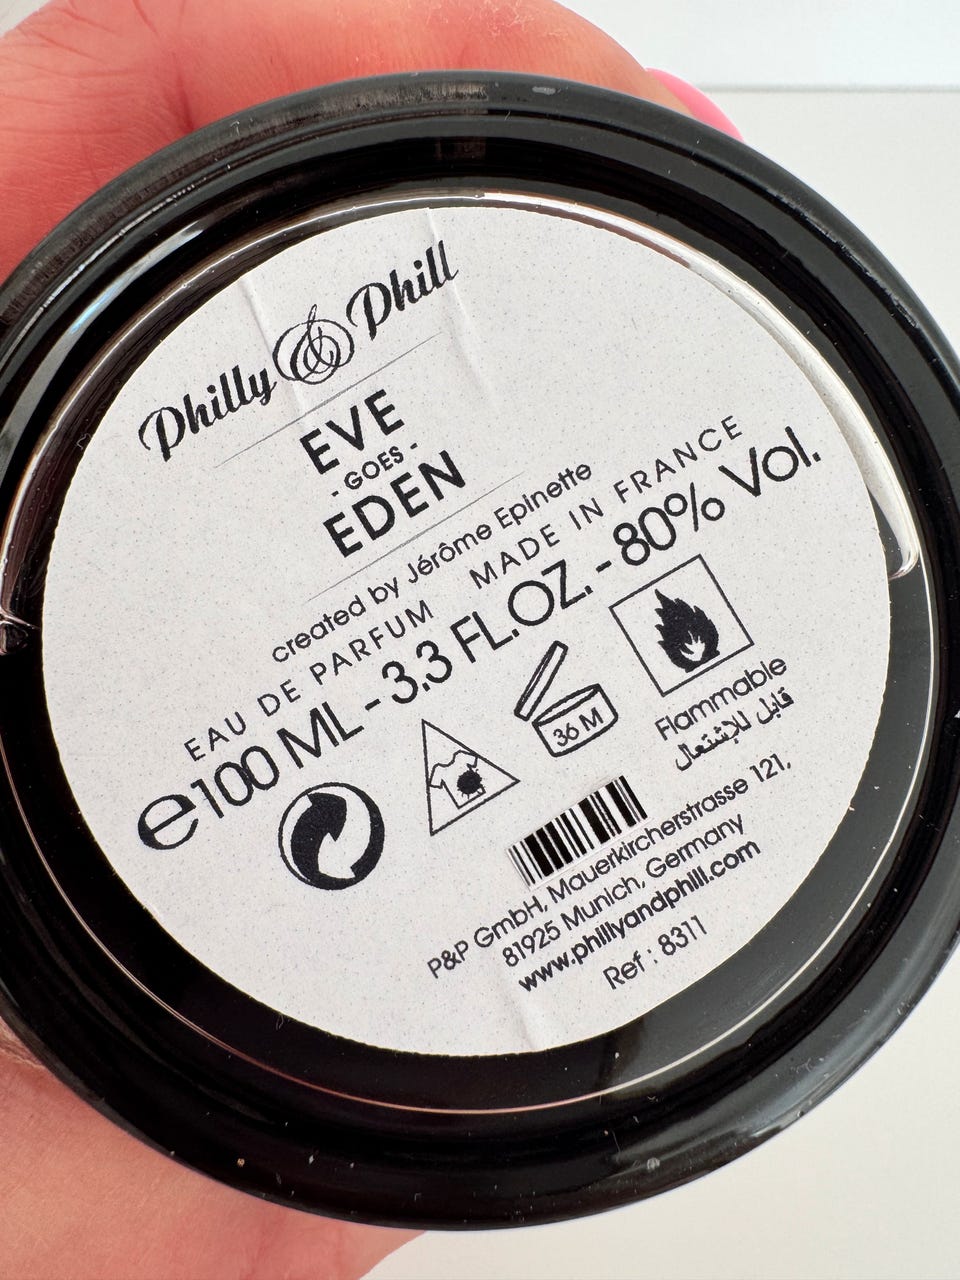 Philly & Phill
EVE
- GOES -
EDEN
created by Jérôme Epinette
EAU DE PARFUM MADE IN FRANCE
℮100 ML - 3.3 FL.OZ. - 80% Vol.
36 M
Flammable
قابل للإشتعال
P&P GmbH, Mauerkircherstrasse 121,
81925 Munich, Germany
www.phillyandphill.com
Ref : 8311